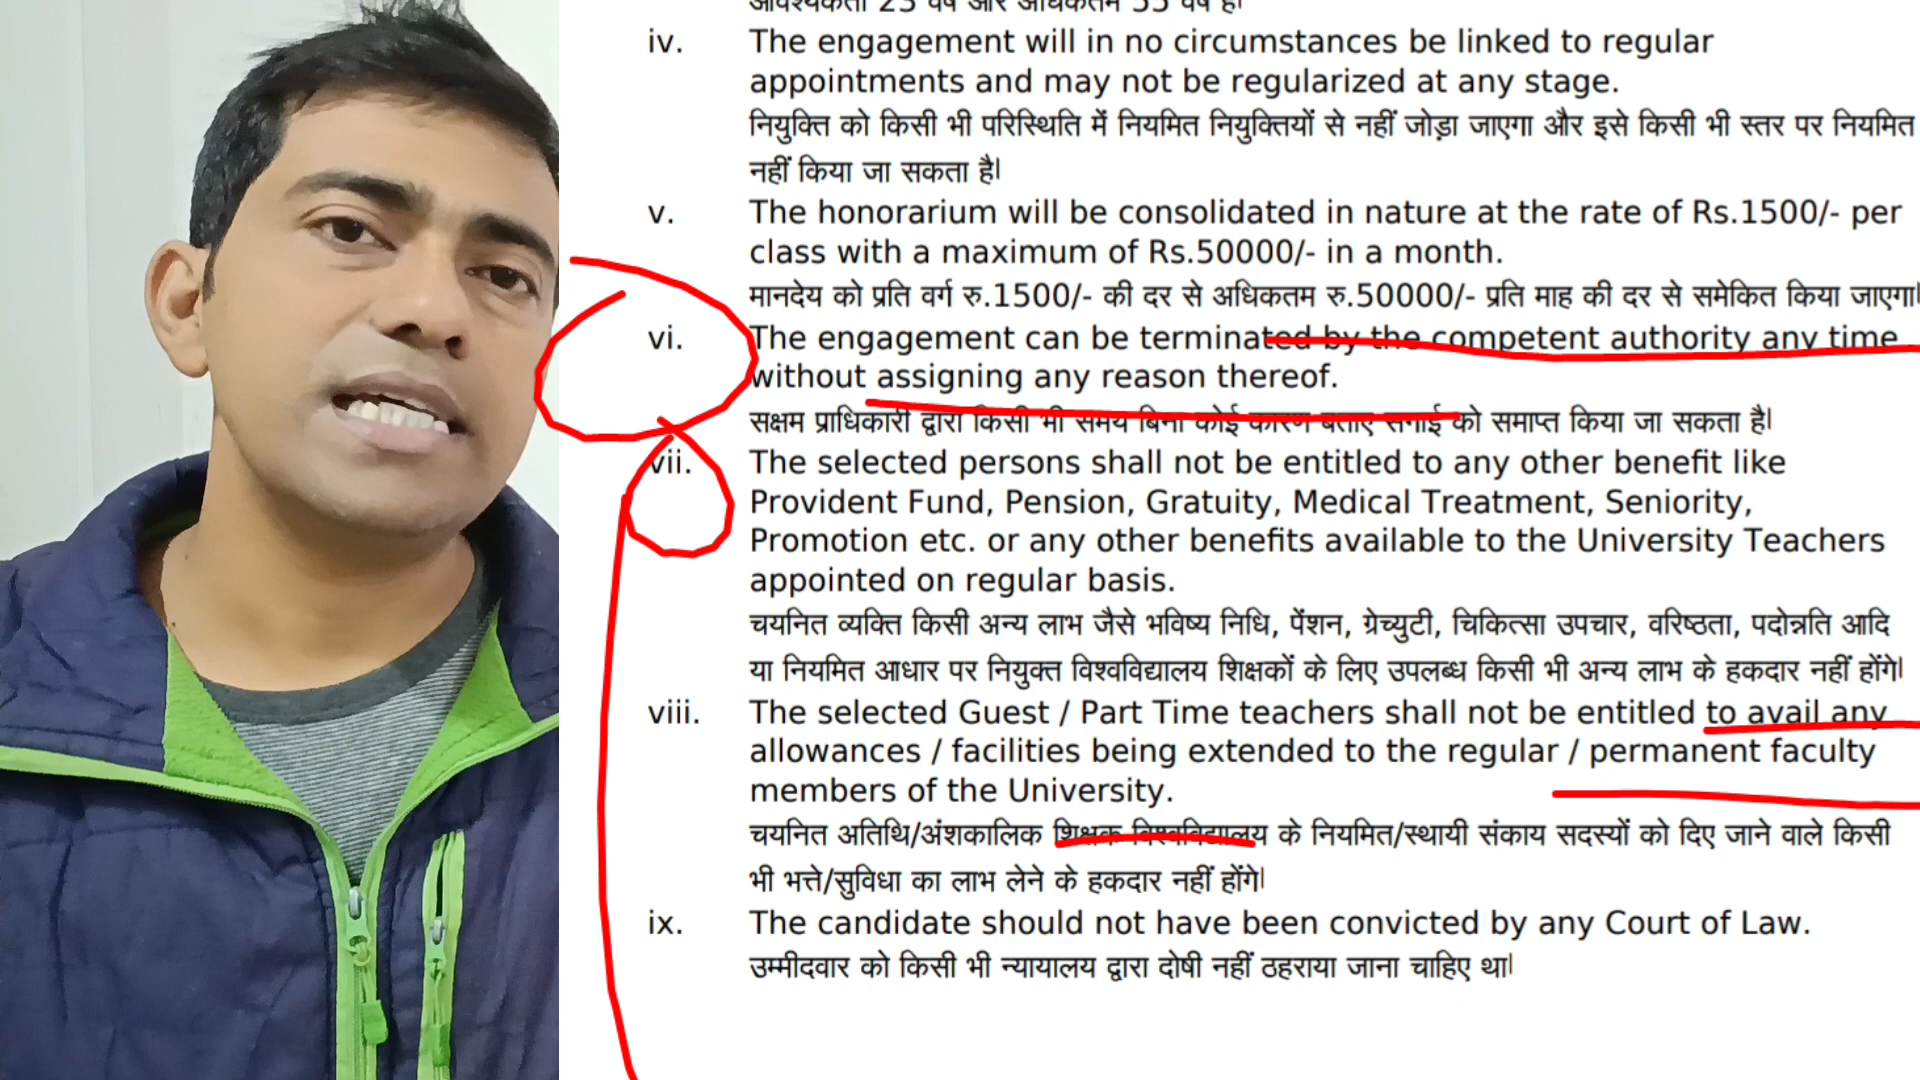 आवश्यकता 23 वर्ष और अधिकतम 55 वर्ष है।
iv. The engagement will in no circumstances be linked to regular
appointments and may not be regularized at any stage.
नियुक्ति को किसी भी परिस्थिति में नियमित नियुक्तियों से नहीं जोड़ा जाएगा और इसे किसी भी स्तर पर नियमित
नहीं किया जा सकता है।
v. The honorarium will be consolidated in nature at the rate of Rs.1500/- per
class with a maximum of Rs.50000/- in a month.
मानदेय को प्रति वर्ग रु.1500/- की दर से अधिकतम रु.50000/- प्रति माह की दर से समेकित किया जाएगा।
vi. The engagement can be terminated by the competent authority any time
without assigning any reason thereof.
सक्षम प्राधिकारी द्वारा किसी भी समय बिना कोई कारण बताए सगाई को समाप्त किया जा सकता है।
vii. The selected persons shall not be entitled to any other benefit like
Provident Fund, Pension, Gratuity, Medical Treatment, Seniority,
Promotion etc. or any other benefits available to the University Teachers
appointed on regular basis.
चयनित व्यक्ति किसी अन्य लाभ जैसे भविष्य निधि, पेंशन, ग्रेच्युटी, चिकित्सा उपचार, वरिष्ठता, पदोन्नति आदि
या नियमित आधार पर नियुक्त विश्वविद्यालय शिक्षकों के लिए उपलब्ध किसी भी अन्य लाभ के हकदार नहीं होंगे।
viii. The selected Guest / Part Time teachers shall not be entitled to avail any
allowances / facilities being extended to the regular / permanent faculty
members of the University.
चयनित अतिथि/अंशकालिक शिक्षक विश्वविद्यालय के नियमित/स्थायी संकाय सदस्यों को दिए जाने वाले किसी
भी भत्ते/सुविधा का लाभ लेने के हकदार नहीं होंगे।
ix. The candidate should not have been convicted by any Court of Law.
उम्मीदवार को किसी भी न्यायालय द्वारा दोषी नहीं ठहराया जाना चाहिए था।